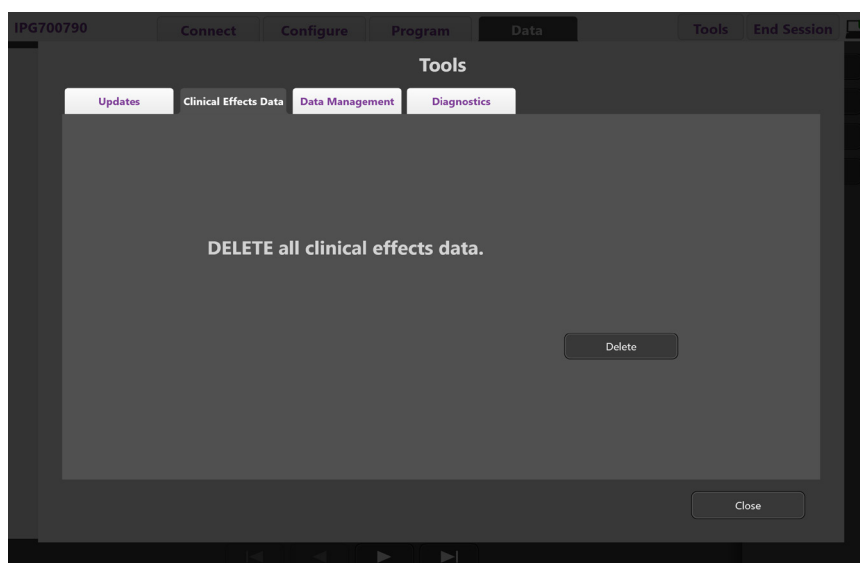 IPG700790 Connect Configure Program Data Tools End Session
Tools
Updates Clinical Effects Data Data Management Diagnostics
DELETE all clinical effects data.
Delete
Close